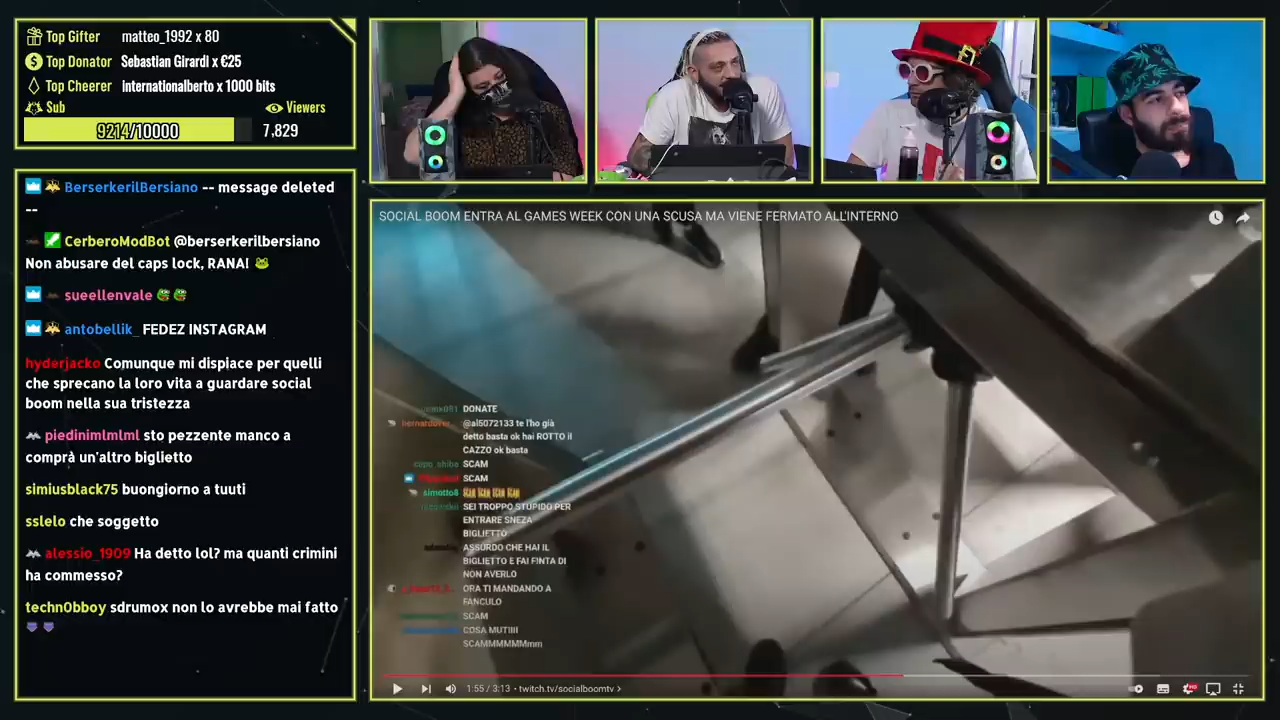 Top Gifter matteo_1992 x 80
Top Donator Sebastian Girardi x €25
Top Cheerer Internationalberto x 1000 bits
Sub Viewers
9214/10000 7,829
BerserkerilBersiano -- message deleted
--
CerberoModBot @berserkerilbersiano
Non abusare del caps lock, RANA!
sueellenvale
antobellik_ FEDEZ INSTAGRAM
hyderjacko Comunque mi dispiace per quelli
che sprecano la loro vita a guardare social
boom nella sua tristezza
piedinimlmlml sto pezzente manco a
comprà un'altro biglietto
simiusblack75 buongiorno a tuuti
sslelo che soggetto
alessio_1909 Ha detto lol? ma quanti crimini
ha commesso?
techn0bboy sdrumox non lo avrebbe mai fatto
SOCIAL BOOM ENTRA AL GAMES WEEK CON UNA SCUSA MA VIENE FERMATO ALL'INTERNO
DONATE
@al5072133 te l'ho già
detto basta ok hai ROTTO il
CAZZO ok basta
SCAM
SCAM
simotto8
SEI TROPPO STUPIDO PER
ENTRARE SNEZA
BIGLIETTO
ASSURDO CHE HAI IL
BIGLIETTO E FAI FINTA DI
NON AVERLO
ORA TI MANDANDO A
FANCULO
SCAM
COSA MUTIIII
SCAMMMMMMmm
1:55 / 3:13 • twitch.tv/socialboomtv >